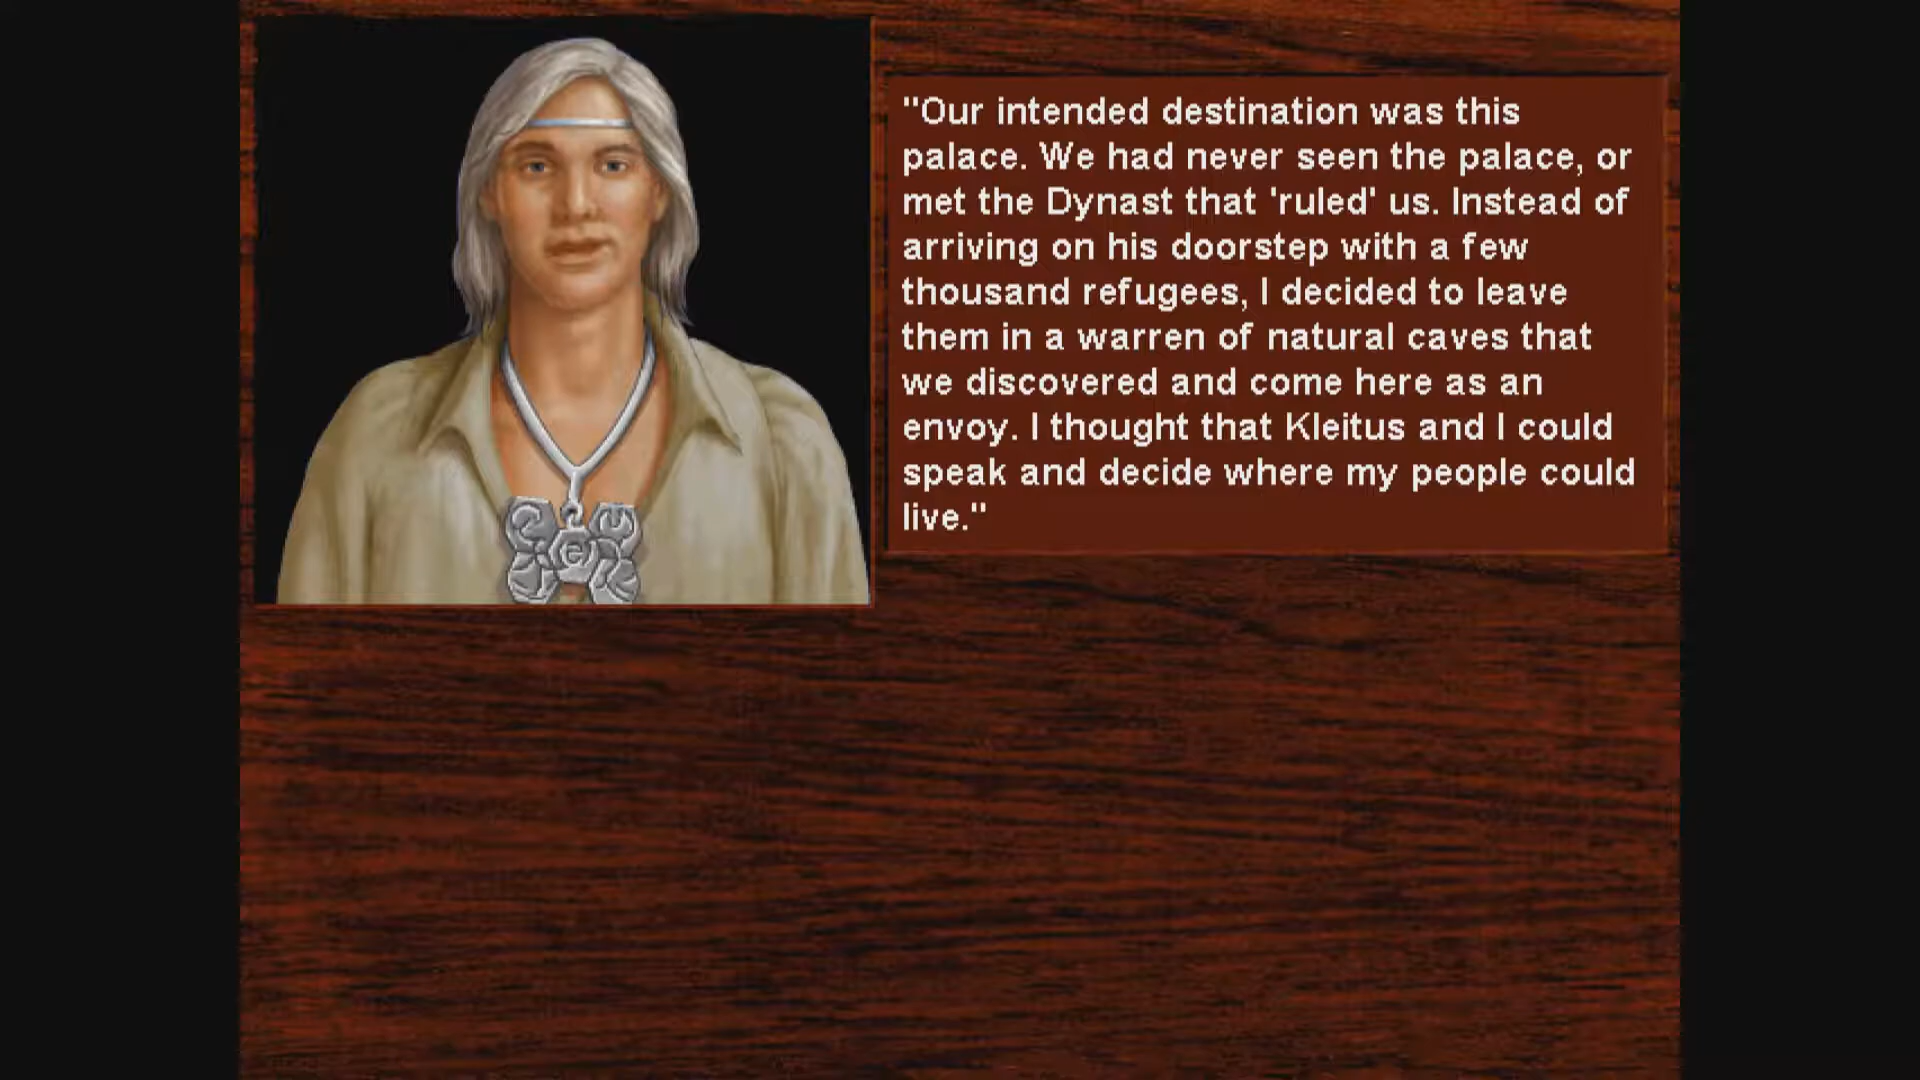 "Our intended destination was this
palace. We had never seen the palace, or
met the Dynast that 'ruled' us. Instead of
arriving on his doorstep with a few
thousand refugees, I decided to leave
them in a warren of natural caves that
we discovered and come here as an
envoy. I thought that Kleitus and I could
speak and decide where my people could
live."